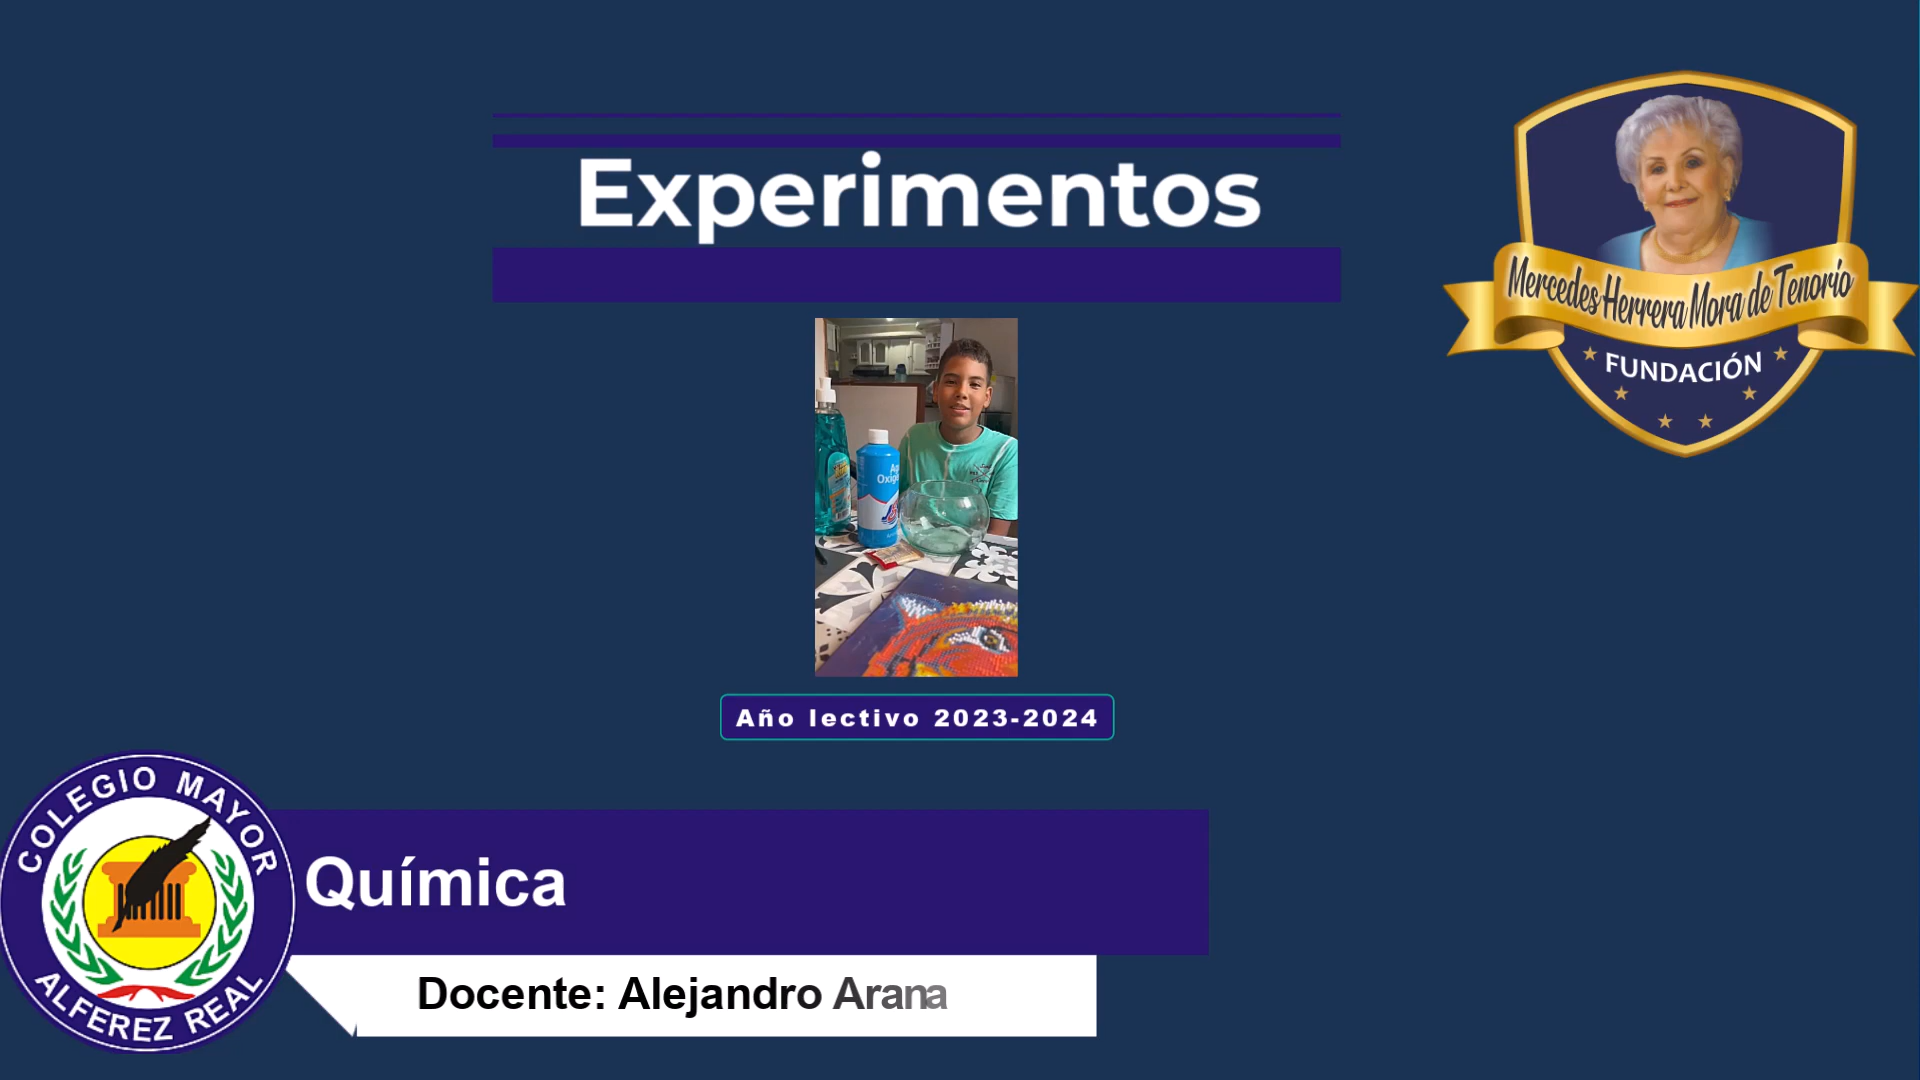 Experimentos
Mercedes Herrera Mora de Tenorio
FUNDACIÓN
Año lectivo 2023-2024
COLEGIO MAYOR
ALFEREZ REAL
Química
Docente: Alejandro Arana